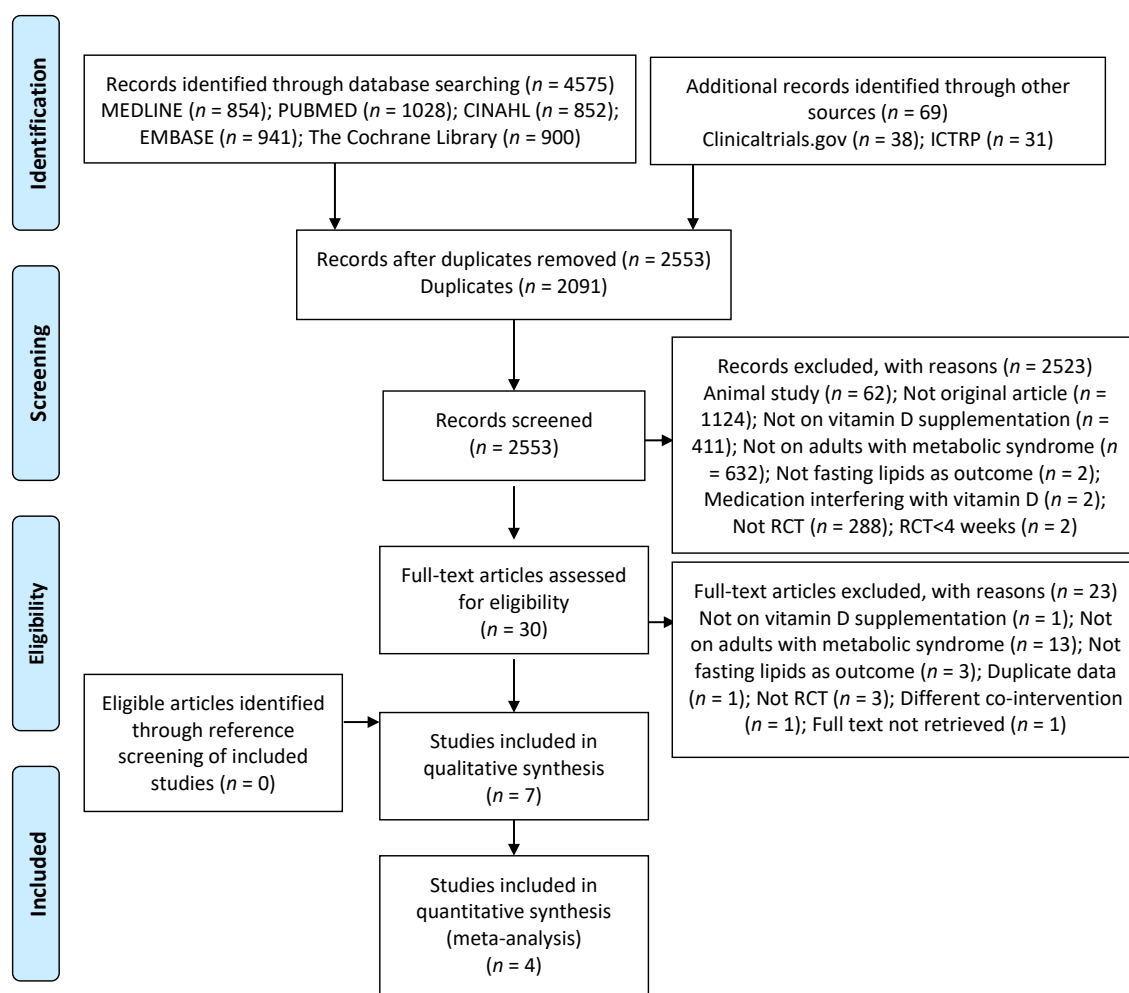 Identification
Records identified through database searching (n = 4575)
MEDLINE (n = 854); PUBMED (n = 1028); CINAHL (n = 852);
EMBASE (n = 941); The Cochrane Library (n = 900)
Additional records identified through other
sources (n = 69)
Clinicaltrials.gov (n = 38); ICTRP (n = 31)
Records after duplicates removed (n = 2553)
Duplicates (n = 2091)
Screening
Records screened
(n = 2553)
Records excluded, with reasons (n = 2523)
Animal study (n = 62); Not original article (n =
1124); Not on vitamin D supplementation (n =
411); Not on adults with metabolic syndrome (n
= 632); Not fasting lipids as outcome (n = 2);
Medication interfering with vitamin D (n = 2);
Not RCT (n = 288); RCT<4 weeks (n = 2)
Eligibility
Full-text articles assessed
for eligibility
(n = 30)
Full-text articles excluded, with reasons (n = 23)
Not on vitamin D supplementation (n = 1); Not
on adults with metabolic syndrome (n = 13); Not
fasting lipids as outcome (n = 3); Duplicate data
(n = 1); Not RCT (n = 3); Different co-intervention
(n = 1); Full text not retrieved (n = 1)
Eligible articles identified
through reference
screening of included
studies (n = 0)
Studies included in
qualitative synthesis
(n = 7)
Included
Studies included in
quantitative synthesis
(meta-analysis)
(n = 4)